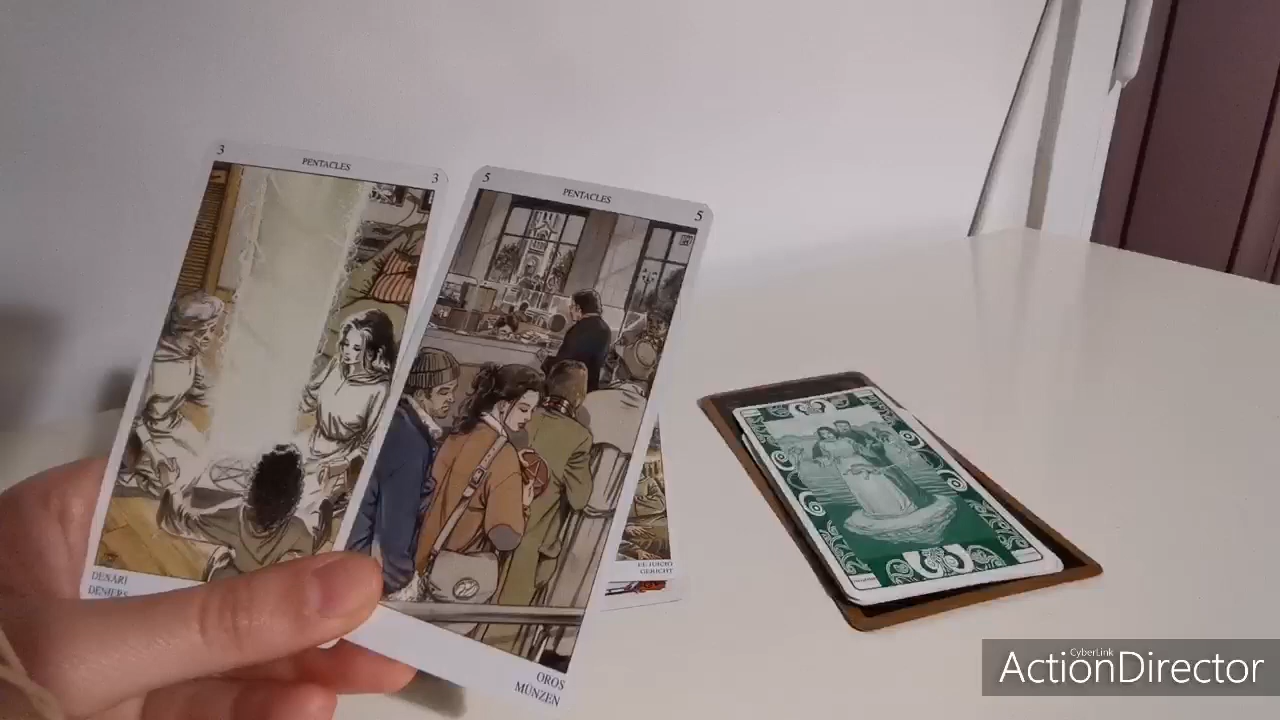 3 PENTACLES 3
DENARI
DENIERS
5 PENTACLES 5
OROS
MÜNZEN
EL JUICIO
GERICHT
CyberLink
ActionDirector